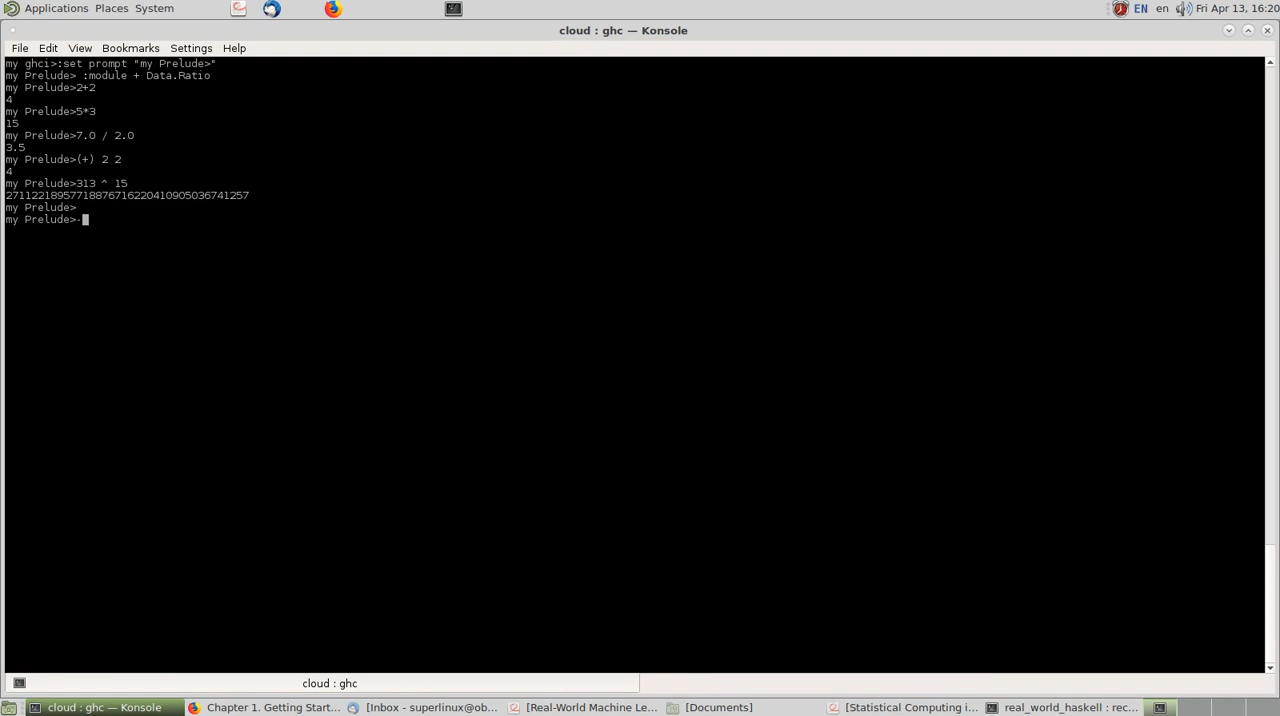 Applications Places System
EN en Fri Apr 13, 16:20
cloud : ghc — Konsole
File Edit View Bookmarks Settings Help
my ghci>:set prompt "my Prelude>"
my Prelude> :module + Data.Ratio
my Prelude>2+2
4
my Prelude>5*3
15
my Prelude>7.0 / 2.0
3.5
my Prelude>(+) 2 2
4
my Prelude>313 ^ 15
27112218957718876716220410905036741257
my Prelude>
my Prelude>-
cloud : ghc
cloud : ghc — Konsole
Chapter 1. Getting Start...
[Inbox - superlinux@ob...
[Real-World Machine Le...
[Documents]
[Statistical Computing i...
real_world_haskell : rec...